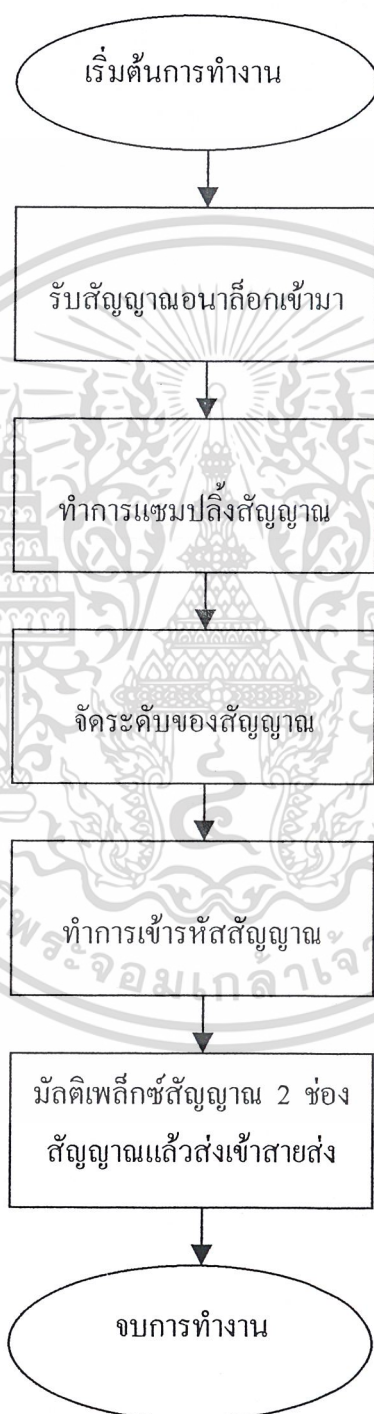 เริ่มต้นการทำงาน
รับสัญญาณอนาล็อกเข้ามา
ทำการแซมปลิ้งสัญญาณ
จัดระดับของสัญญาณ
ทำการเข้ารหัสสัญญาณ
มัลติเพล็กซ์สัญญาณ 2 ช่อง
สัญญาณแล้วส่งเข้าสายส่ง
จบการทำงาน